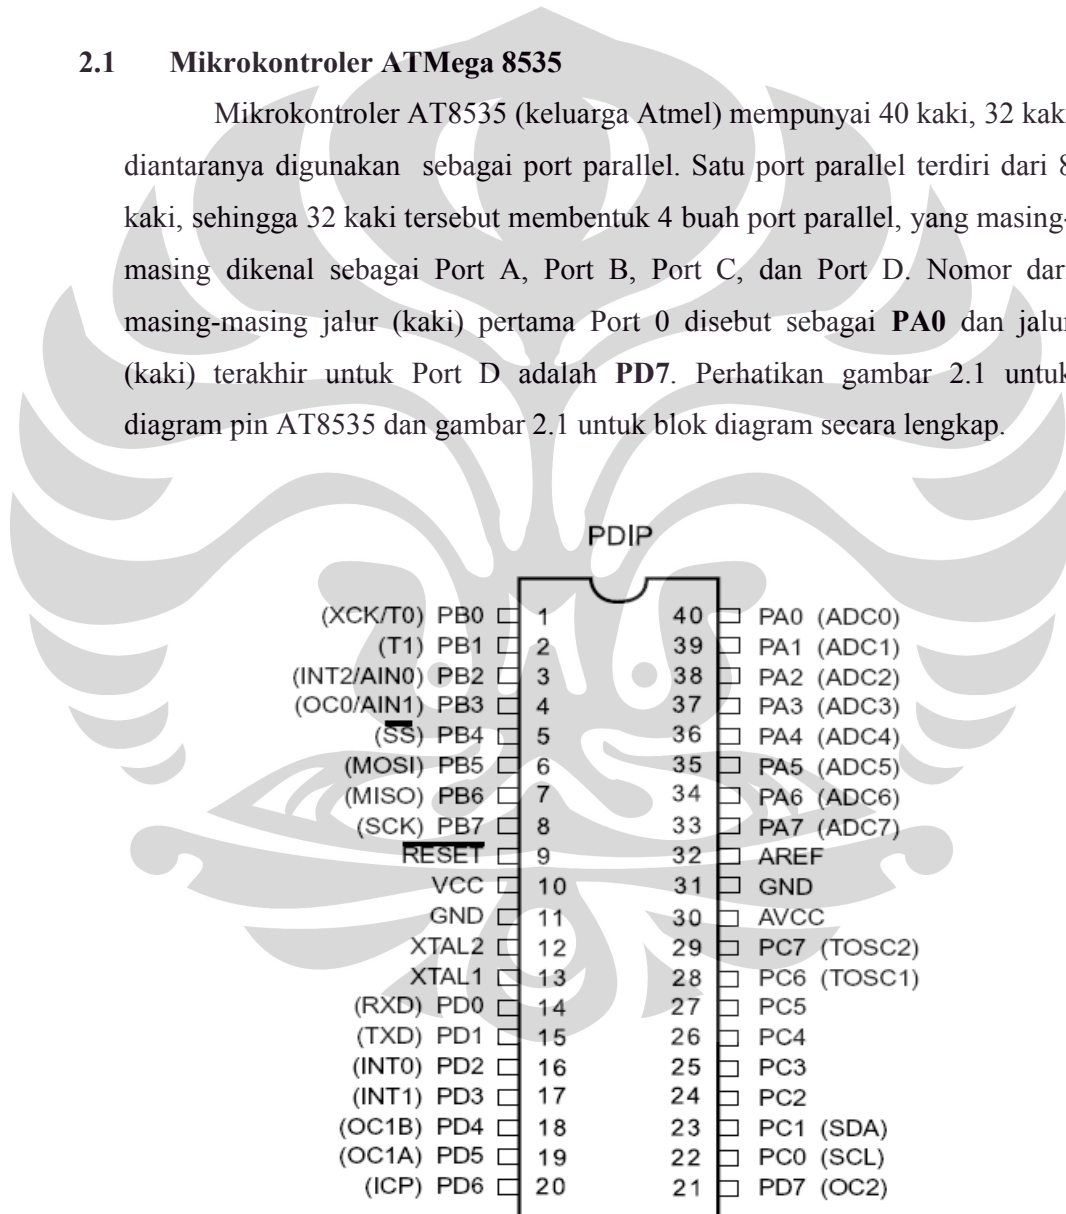 2.1 Mikrokontroler ATMega 8535
Mikrokontroler AT8535 (keluarga Atmel) mempunyai 40 kaki, 32 kaki
diantaranya digunakan sebagai port parallel. Satu port parallel terdiri dari 8
kaki, sehingga 32 kaki tersebut membentuk 4 buah port parallel, yang masing-
masing dikenal sebagai Port A, Port B, Port C, dan Port D. Nomor dari
masing-masing jalur (kaki) pertama Port 0 disebut sebagai PA0 dan jalur
(kaki) terakhir untuk Port D adalah PD7. Perhatikan gambar 2.1 untuk
diagram pin AT8535 dan gambar 2.1 untuk blok diagram secara lengkap.
PDIP
(XCK/T0) PB0 1 40 PA0 (ADC0)
(T1) PB1 2 39 PA1 (ADC1)
(INT2/AIN0) PB2 3 38 PA2 (ADC2)
(OC0/AIN1) PB3 4 37 PA3 (ADC3)
(SS) PB4 5 36 PA4 (ADC4)
(MOSI) PB5 6 35 PA5 (ADC5)
(MISO) PB6 7 34 PA6 (ADC6)
(SCK) PB7 8 33 PA7 (ADC7)
RESET 9 32 AREF
VCC 10 31 GND
GND 11 30 AVCC
XTAL2 12 29 PC7 (TOSC2)
XTAL1 13 28 PC6 (TOSC1)
(RXD) PD0 14 27 PC5
(TXD) PD1 15 26 PC4
(INT0) PD2 16 25 PC3
(INT1) PD3 17 24 PC2
(OC1B) PD4 18 23 PC1 (SDA)
(OC1A) PD5 19 22 PC0 (SCL)
(ICP) PD6 20 21 PD7 (OC2)